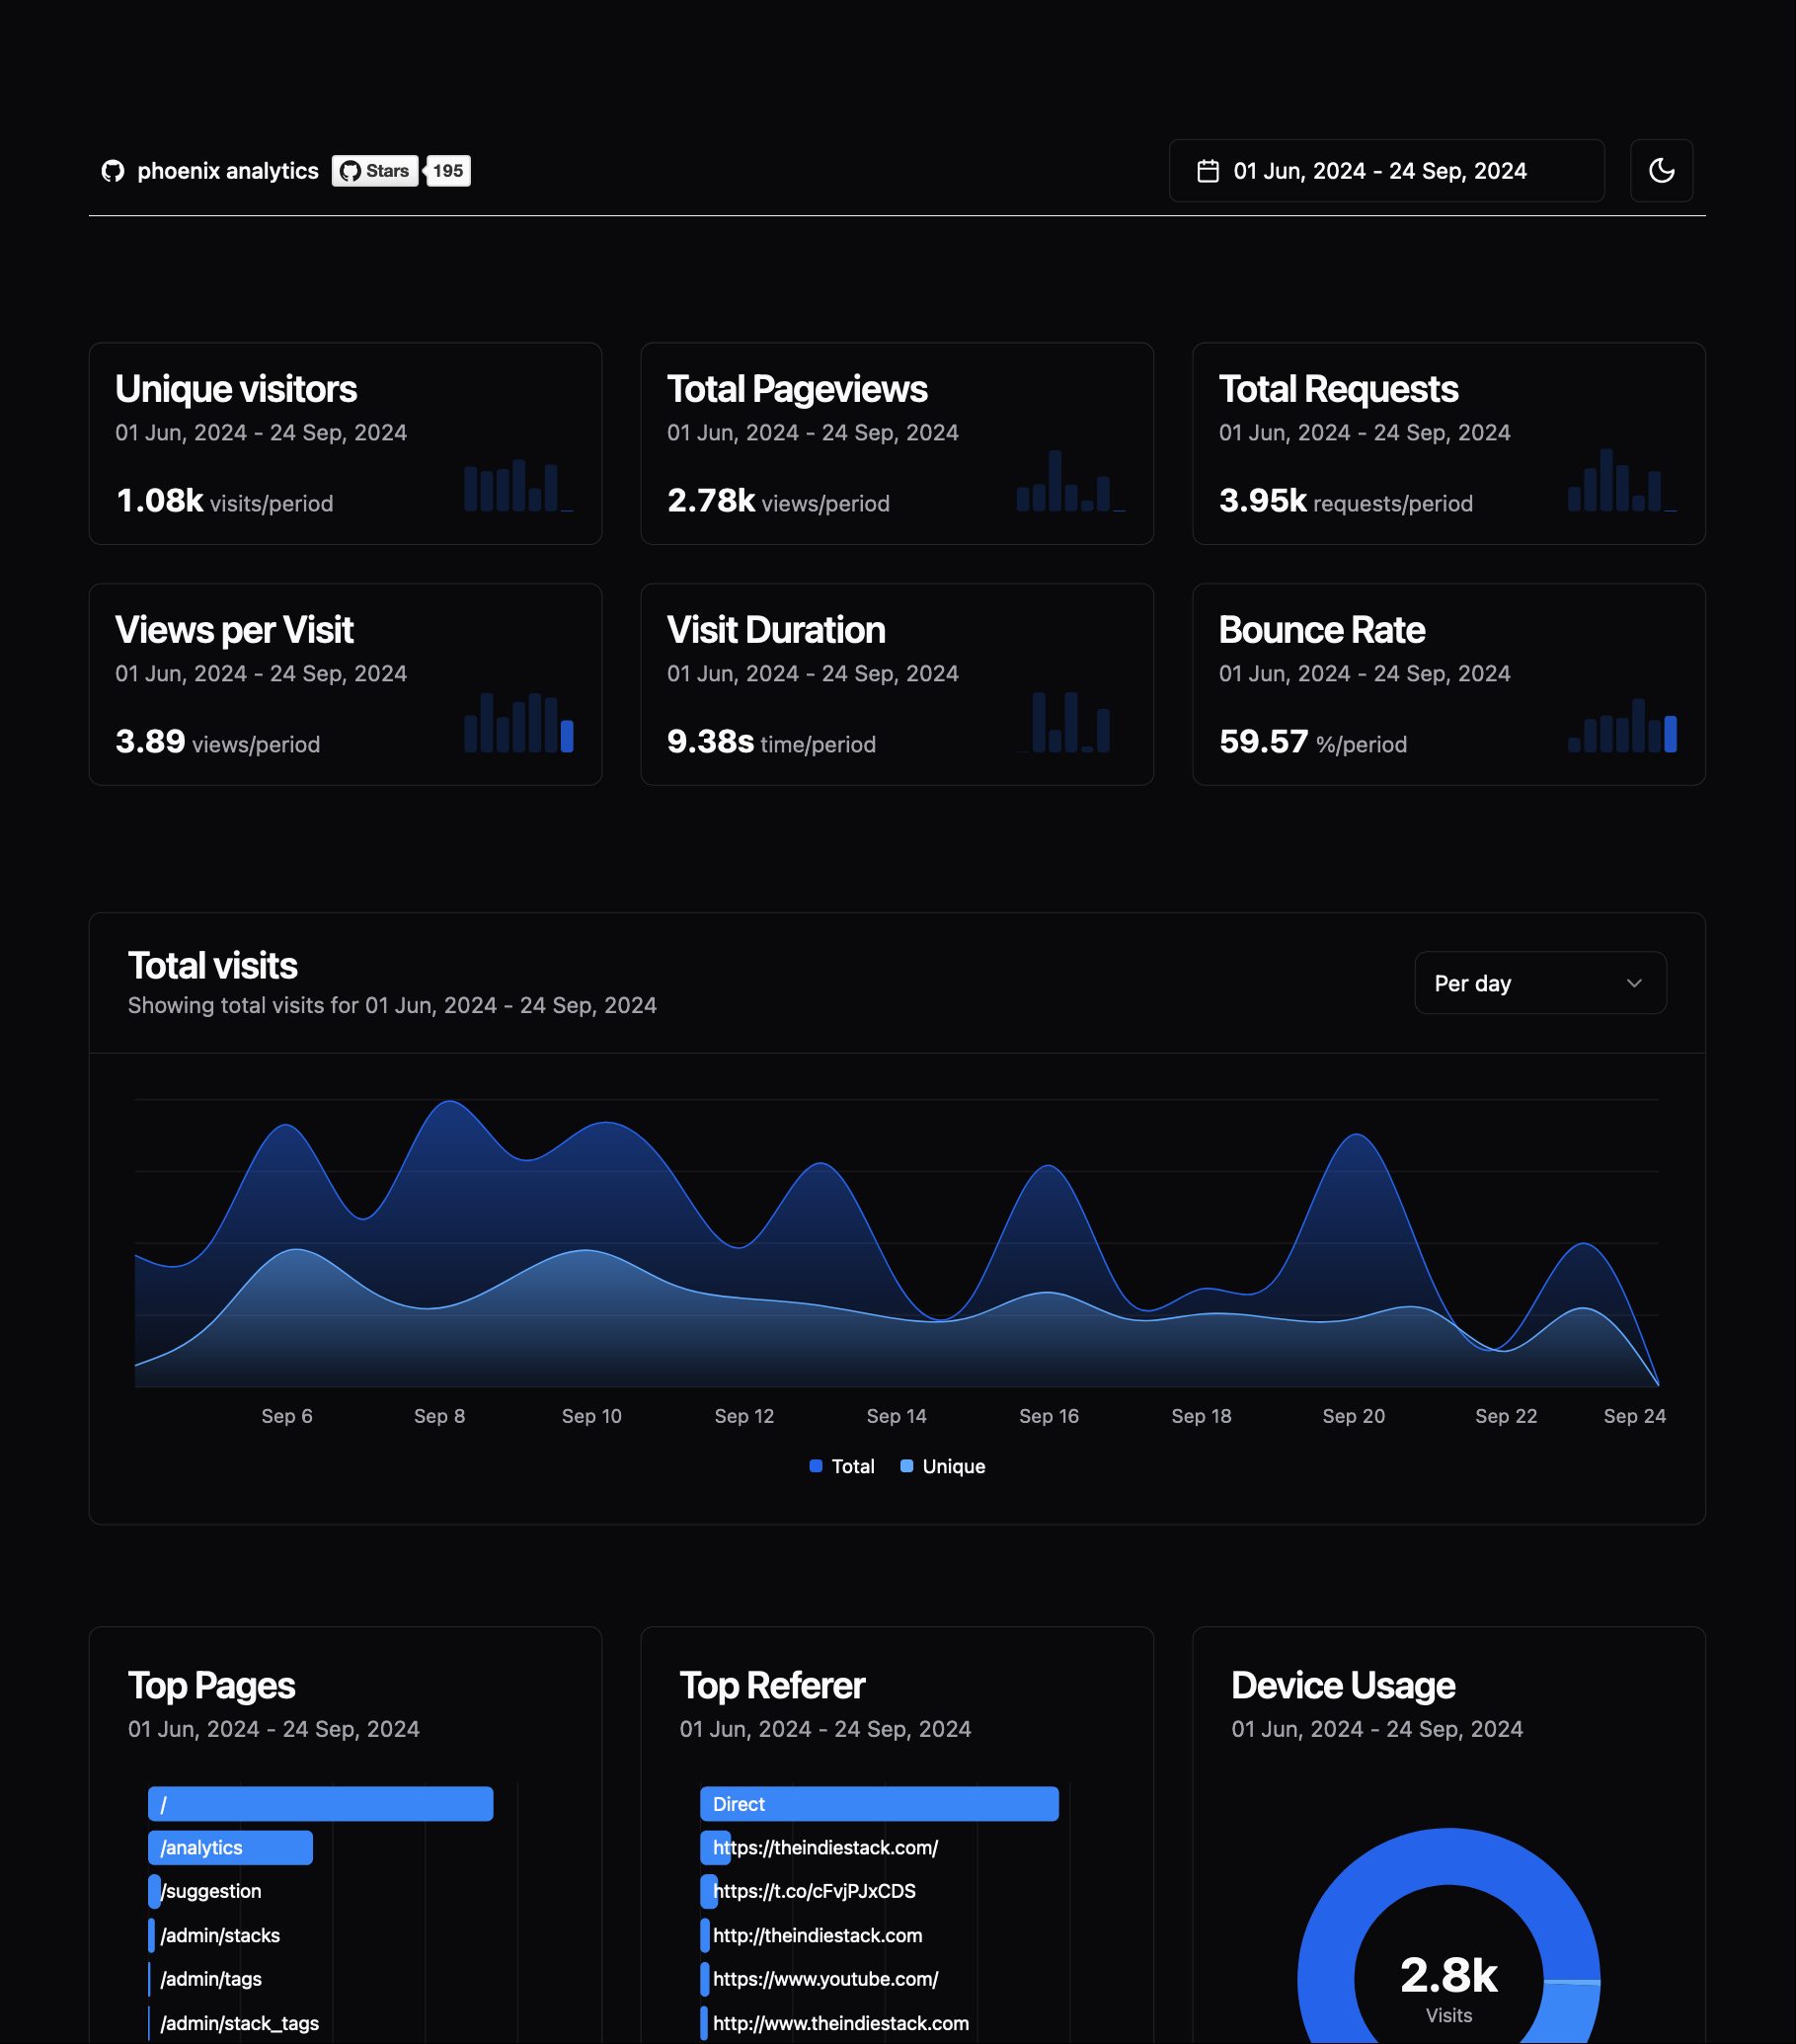 phoenix analytics Stars 195 01 Jun, 2024 - 24 Sep, 2024
Unique visitors
01 Jun, 2024 - 24 Sep, 2024
1.08k visits/period
Total Pageviews
01 Jun, 2024 - 24 Sep, 2024
2.78k views/period
Total Requests
01 Jun, 2024 - 24 Sep, 2024
3.95k requests/period
Views per Visit
01 Jun, 2024 - 24 Sep, 2024
3.89 views/period
Visit Duration
01 Jun, 2024 - 24 Sep, 2024
9.38s time/period
Bounce Rate
01 Jun, 2024 - 24 Sep, 2024
59.57 %/period
Total visits
Showing total visits for 01 Jun, 2024 - 24 Sep, 2024
Per day
Sep 6 Sep 8 Sep 10 Sep 12 Sep 14 Sep 16 Sep 18 Sep 20 Sep 22 Sep 24
Total Unique
Top Pages
01 Jun, 2024 - 24 Sep, 2024
/
/analytics
/suggestion
/admin/stacks
/admin/tags
/admin/stack_tags
Top Referer
01 Jun, 2024 - 24 Sep, 2024
Direct
https://theindiestack.com/
https://t.co/cFvjPJxCDS
http://theindiestack.com
https://www.youtube.com/
http://www.theindiestack.com
Device Usage
01 Jun, 2024 - 24 Sep, 2024
2.8k
Visits